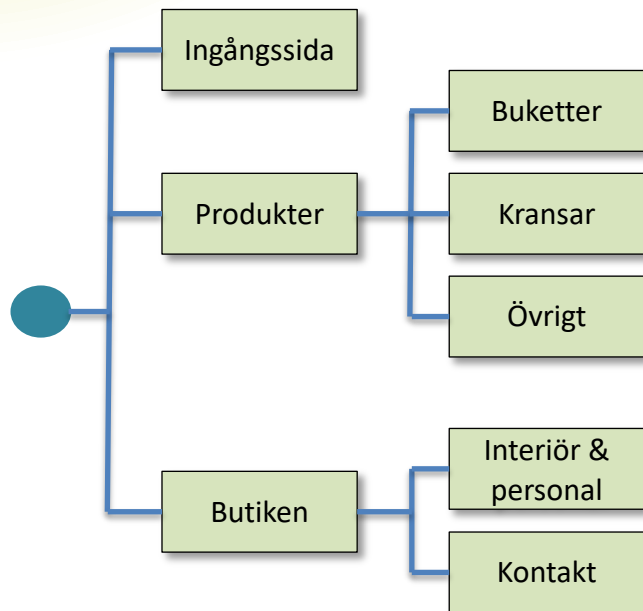 Ingångssida
Produkter
Buketter
Kransar
Övrigt
Butiken
Interiör &
personal
Kontakt